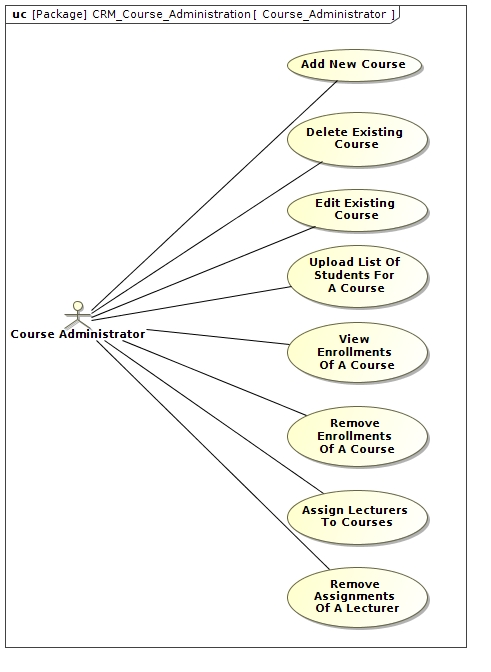 uc [Package] CRM_Course_Administration [ Course_Administrator ]
Add New Course
Delete Existing
Course
Edit Existing
Course
Upload List Of
Students For
A Course
Course Administrator
View
Enrollments
Of A Course
Remove
Enrollments
Of A Course
Assign Lecturers
To Courses
Remove
Assignments
Of A Lecturer